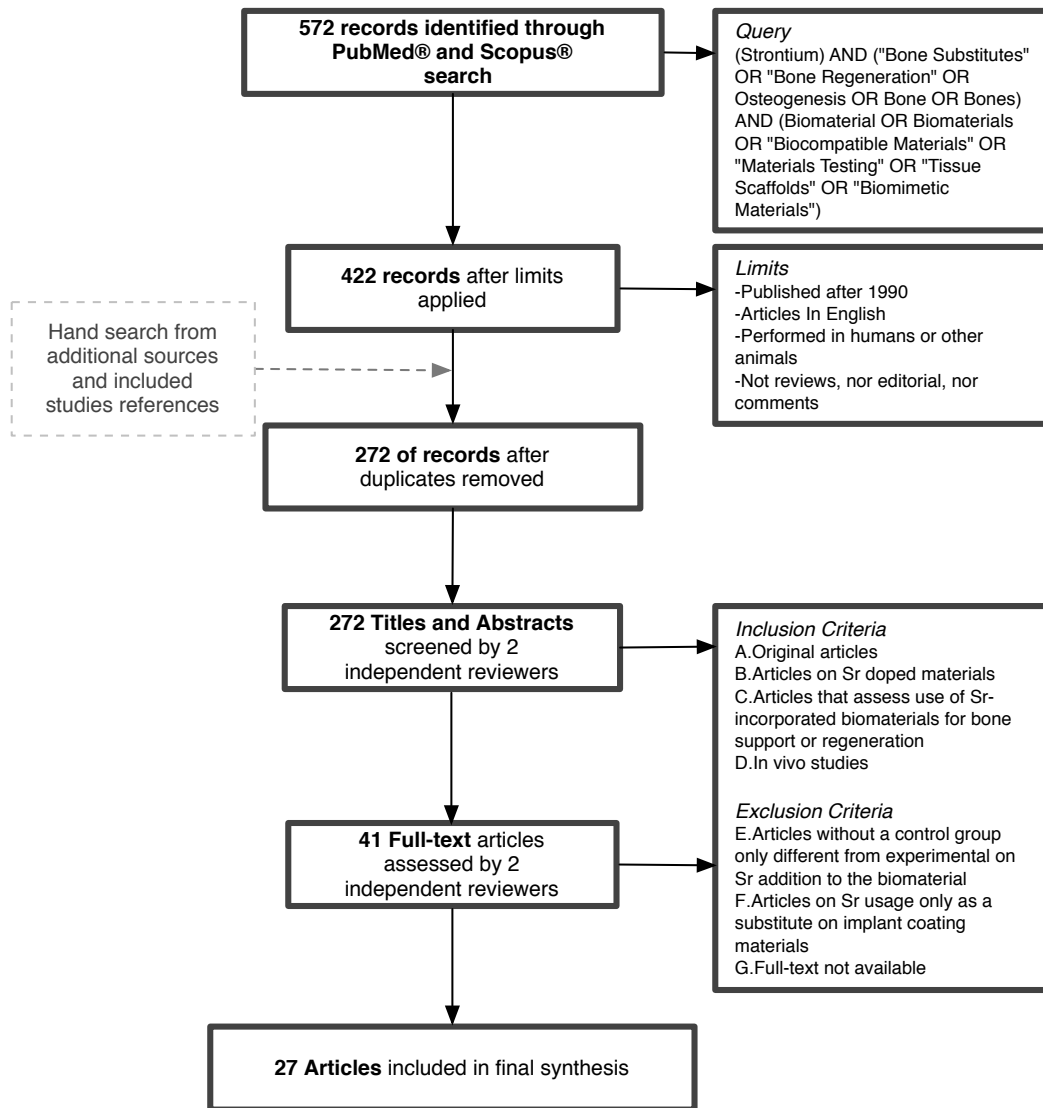 572 records identified through
PubMed® and Scopus®
search
Query
(Strontium) AND ("Bone Substitutes"
OR "Bone Regeneration" OR
Osteogenesis OR Bone OR Bones)
AND (Biomaterial OR Biomaterials
OR "Biocompatible Materials" OR
"Materials Testing" OR "Tissue
Scaffolds" OR "Biomimetic
Materials")
422 records after limits
applied
Limits
-Published after 1990
-Articles In English
-Performed in humans or other
animals
-Not reviews, nor editorial, nor
comments
Hand search from
additional sources
and included
studies references
272 of records after
duplicates removed
272 Titles and Abstracts
screened by 2
independent reviewers
Inclusion Criteria
A.Original articles
B.Articles on Sr doped materials
C.Articles that assess use of Sr-
incorporated biomaterials for bone
support or regeneration
D.In vivo studies
Exclusion Criteria
E.Articles without a control group
only different from experimental on
Sr addition to the biomaterial
F.Articles on Sr usage only as a
substitute on implant coating
materials
G.Full-text not available
41 Full-text articles
assessed by 2
independent reviewers
27 Articles included in final synthesis